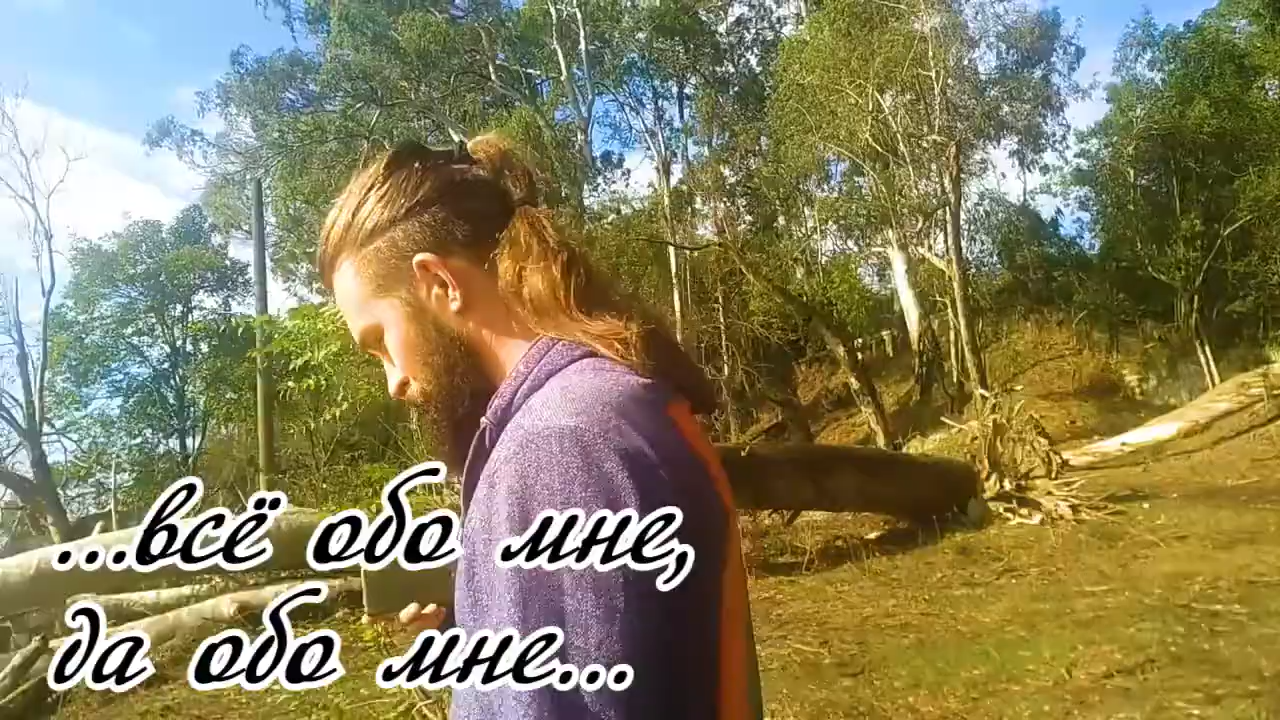 ...всё обо мне,
да обо мне...